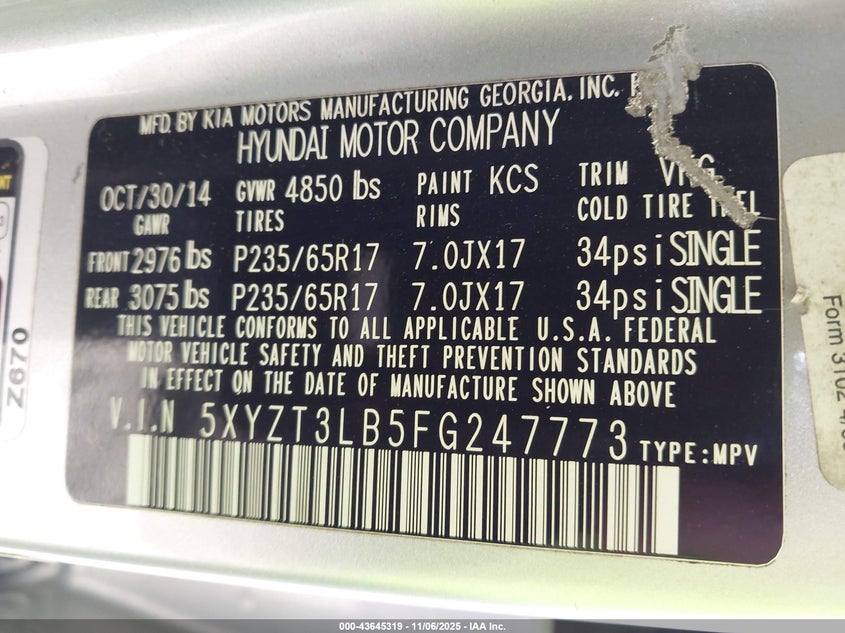 MFD. BY KIA MOTORS MANUFACTURING GEORGIA, INC.
HYUNDAI MOTOR COMPANY
OCT/30/14 GVWR 4850 lbs PAINT KCS TRIM
GAWR TIRES RIMS COLD TIRE
FRONT 2976 lbs P235/65R17 7.0JX17 34psi SINGLE
REAR 3075 lbs P235/65R17 7.0JX17 34psi SINGLE
THIS VEHICLE CONFORMS TO ALL APPLICABLE U.S.A. FEDERAL
MOTOR VEHICLE SAFETY AND THEFT PREVENTION STANDARDS
IN EFFECT ON THE DATE OF MANUFACTURE SHOWN ABOVE
V.I.N 5XYZT3LB5FG247773 TYPE:MPV
Z670
Form 3102
000-43645319 - 11/06/2025 - IAA Inc.